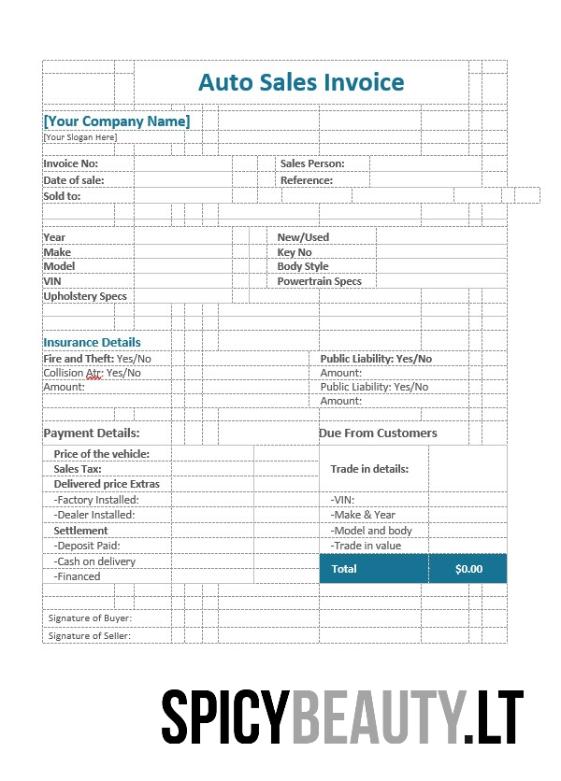 Auto Sales Invoice
[Your Company Name]
[Your Slogan Here]
Invoice No: Sales Person:
Date of sale: Reference:
Sold to:
Year New/Used
Make Key No
Model Body Style
VIN Powertrain Specs
Upholstery Specs
Insurance Details
Fire and Theft: Yes/No Public Liability: Yes/No
Collision Atr: Yes/No Amount:
Amount: Public Liability: Yes/No
Amount:
Payment Details: Due From Customers
Price of the vehicle:
Sales Tax: Trade in details:
Delivered price Extras
-Factory Installed: -VIN:
-Dealer Installed: -Make & Year
Settlement -Model and body
-Deposit Paid: -Trade in value
-Cash on delivery Total $0.00
-Financed
Signature of Buyer:
Signature of Seller:
SPICYBEAUTY.LT